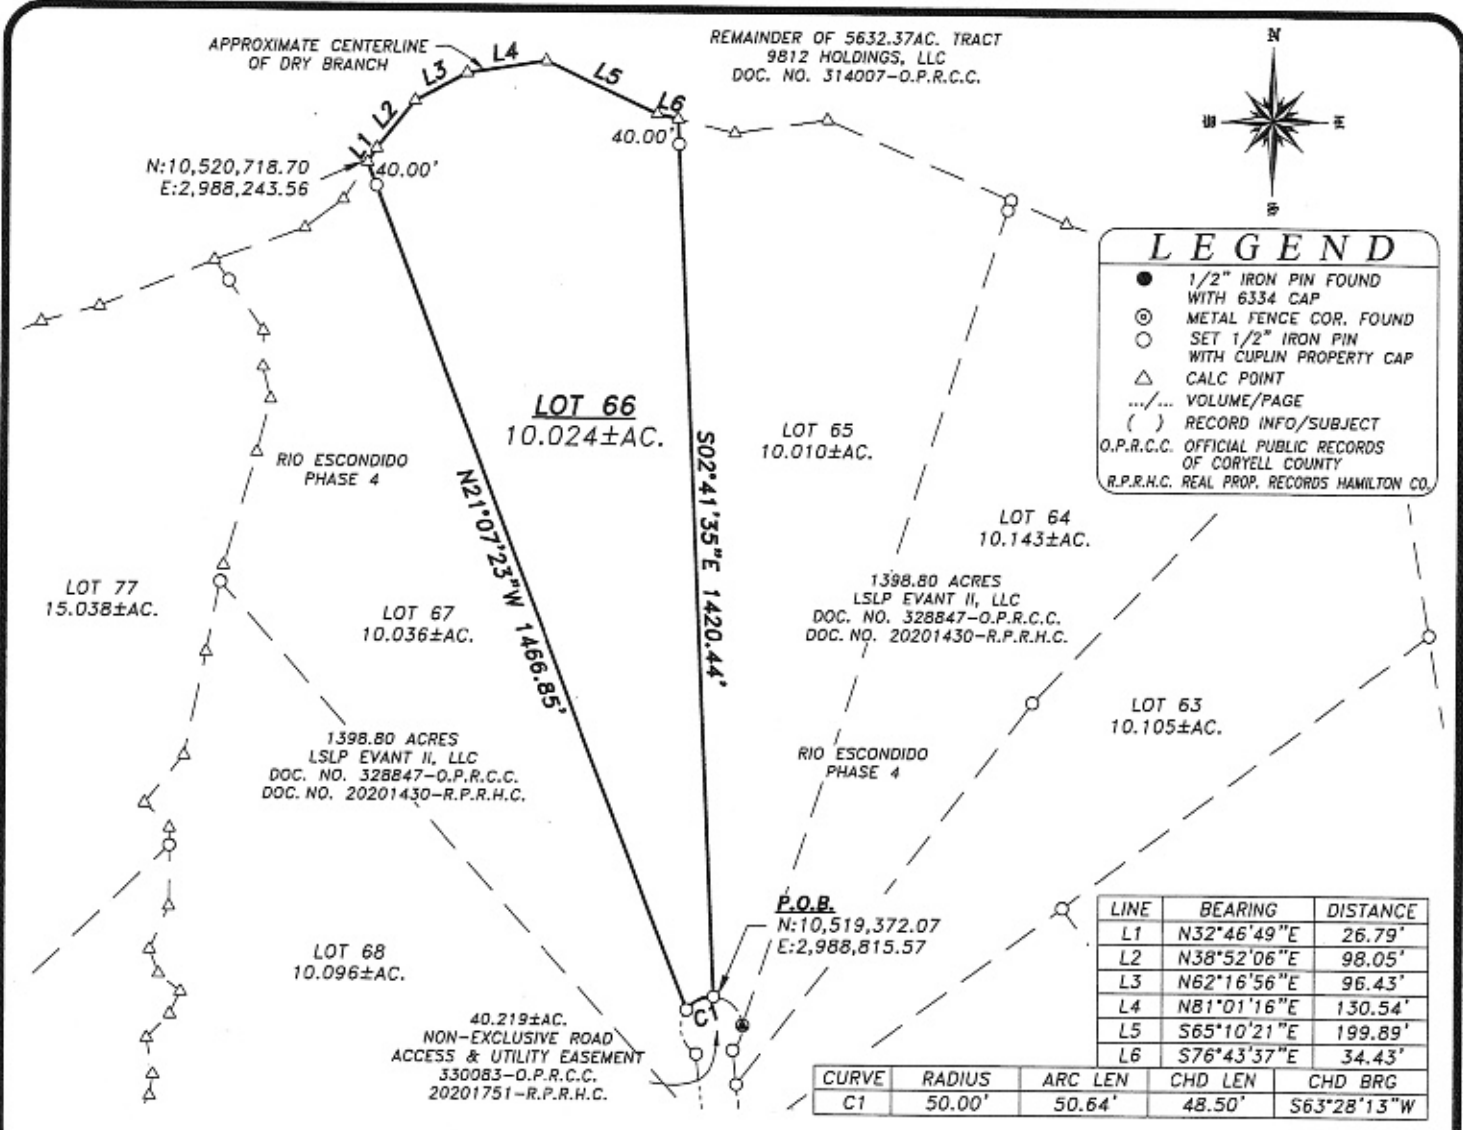 APPROXIMATE CENTERLINE
OF DRY BRANCH
L1
L2
L3
L4
L5
L6
REMAINDER OF 5632.37AC. TRACT
9812 HOLDINGS, LLC
DOC. NO. 314007-O.P.R.C.C.
N
E
N:10,520,718.70
E:2,988,243.56
40.00'
40.00'
LEGEND
1/2" IRON PIN FOUND
WITH 6334 CAP
METAL FENCE COR. FOUND
SET 1/2" IRON PIN
WITH CUPLIN PROPERTY CAP
CALC POINT
.../... VOLUME/PAGE
( ) RECORD INFO/SUBJECT
O.P.R.C.C. OFFICIAL PUBLIC RECORDS
OF CORYELL COUNTY
R.P.R.H.C. REAL PROP. RECORDS HAMILTON CO.
LOT 66
10.024±AC.
LOT 65
10.010±AC.
RIO ESCONDIDO
PHASE 4
N21°07'23"W 1466.85'
S02°41'35"E 1420.44'
LOT 64
10.143±AC.
LOT 77
15.038±AC.
LOT 67
10.036±AC.
1398.80 ACRES
LSLP EVANT II, LLC
DOC. NO. 328847-O.P.R.C.C.
DOC. NO. 20201430-R.P.R.H.C.
LOT 63
10.105±AC.
1398.80 ACRES
LSLP EVANT II, LLC
DOC. NO. 328847-O.P.R.C.C.
DOC. NO. 20201430-R.P.R.H.C.
RIO ESCONDIDO
PHASE 4
P.O.B.
N:10,519,372.07
E:2,988,815.57
LOT 68
10.096±AC.
C1
40.219±AC.
NON-EXCLUSIVE ROAD
ACCESS & UTILITY EASEMENT
330083-O.P.R.C.C.
20201751-R.P.R.H.C.
LINE BEARING DISTANCE
L1 N32°46'49"E 26.79'
L2 N38°52'06"E 98.05'
L3 N62°16'56"E 96.43'
L4 N81°01'16"E 130.54'
L5 S65°10'21"E 199.89'
L6 S76°43'37"E 34.43'
CURVE RADIUS ARC LEN CHD LEN CHD BRG
C1 50.00' 50.64' 48.50' S63°28'13"W